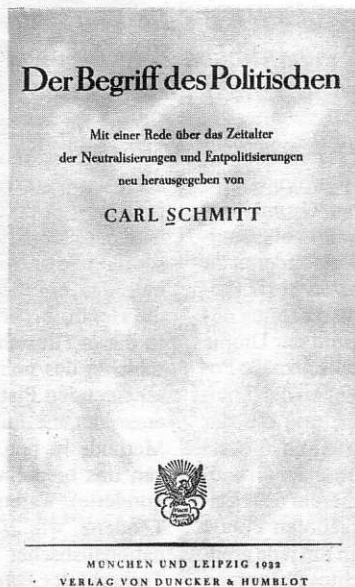 Der Begriff des Politischen
Mit einer Rede über das Zeitalter
der Neutralisierungen und Entpolitisierungen
neu herausgegeben von
CARL SCHMITT
MÜNCHEN UND LEIPZIG 1932
VERLAG VON DUNCKER & HUMBLOT